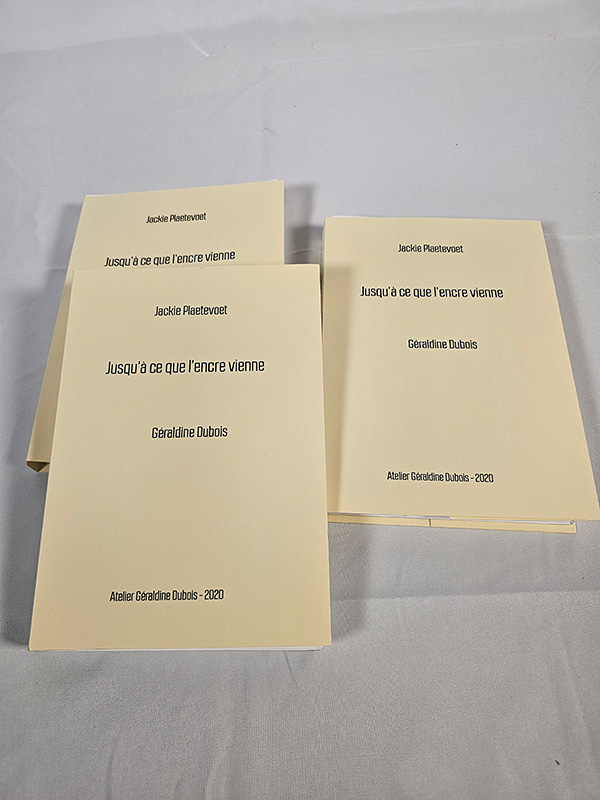 Jackie Plaetevoet
Jusqu'à ce que l'encre vienne
Jackie Plaetevoet
Jusqu'à ce que l'encre vienne
Géraldine Dubois
Atelier Géraldine Dubois - 2020
Jackie Plaetevoet
Jusqu'à ce que l'encre vienne
Géraldine Dubois
Atelier Géraldine Dubois - 2020